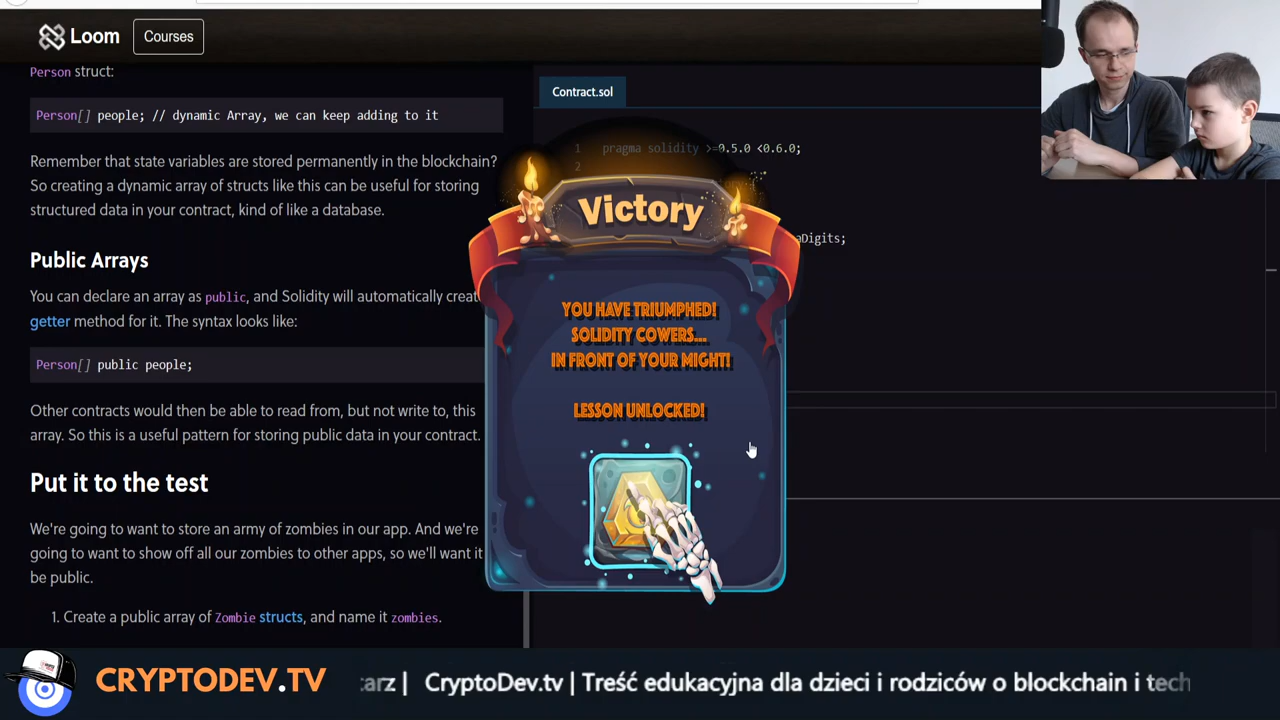 Loom
Courses
Person struct:
Person[] people; // dynamic Array, we can keep adding to it
Remember that state variables are stored permanently in the blockchain?
So creating a dynamic array of structs like this can be useful for storing
structured data in your contract, kind of like a database.
Public Arrays
You can declare an array as public, and Solidity will automatically creat
getter method for it. The syntax looks like:
Person[] public people;
Other contracts would then be able to read from, but not write to, this
array. So this is a useful pattern for storing public data in your contract.
Put it to the test
We're going to want to store an army of zombies in our app. And we're
going to want to show off all our zombies to other apps, so we'll want it
be public.
1. Create a public array of Zombie structs, and name it zombies.
Contract.sol
1 pragma solidity >=0.5.0 <0.6.0;
2
aDigits;
Victory
YOU HAVE TRIUMPHED!
SOLIDITY COWERS...
IN FRONT OF YOUR MIGHT!
LESSON UNLOCKED!
CRYPTODEV.TV
arz | CryptoDev.tv | Treść edukacyjna dla dzieci i rodziców o blockchain i tech